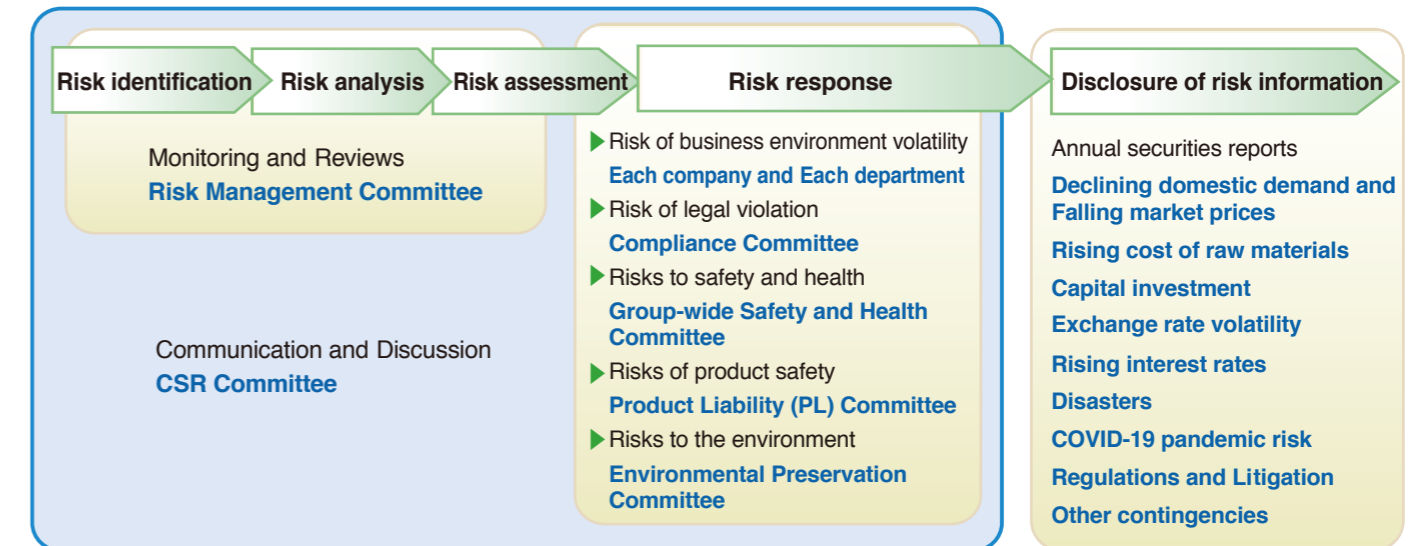 Risk identification
Risk analysis
Risk assessment
Risk response
Disclosure of risk information
Monitoring and Reviews
Risk Management Committee
Communication and Discussion
CSR Committee
Risk of business environment volatility
Each company and Each department
Risk of legal violation
Compliance Committee
Risks to safety and health
Group-wide Safety and Health
Committee
Risks of product safety
Product Liability (PL) Committee
Risks to the environment
Environmental Preservation
Committee
Annual securities reports
Declining domestic demand and
Falling market prices
Rising cost of raw materials
Capital investment
Exchange rate volatility
Rising interest rates
Disasters
COVID-19 pandemic risk
Regulations and Litigation
Other contingencies